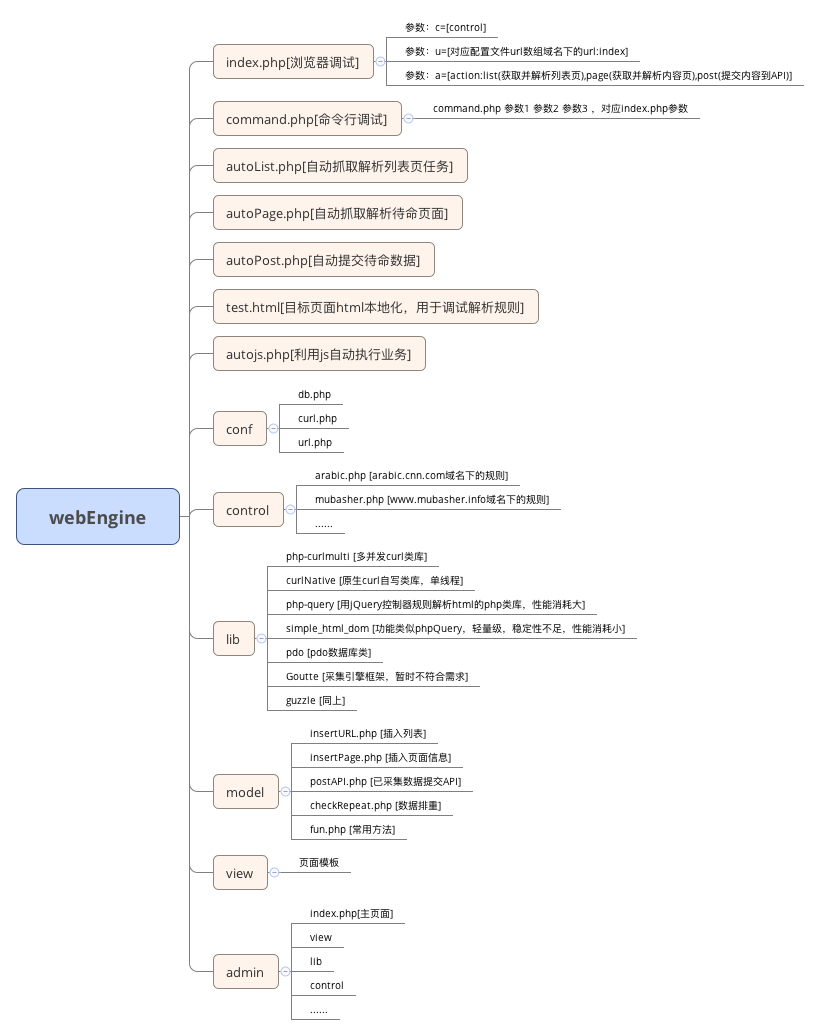 webEngine
index.php[浏览器调试]
参数：c=[control]
参数：u=[对应配置文件url数组域名下的url:index]
参数：a=[action:list(获取并解析列表页),page(获取并解析内容页),post(提交内容到API)]
command.php[命令行调试]
command.php 参数1 参数2 参数3 ，对应index.php参数
autoList.php[自动抓取解析列表页任务]
autoPage.php[自动抓取解析待命页面]
autoPost.php[自动提交待命数据]
test.html[目标页面html本地化，用于调试解析规则]
autojs.php[利用js自动执行业务]
conf
db.php
curl.php
url.php
control
arabic.php [arabic.cnn.com域名下的规则]
mubasher.php [www.mubasher.info域名下的规则]
......
lib
php-curlmulti [多并发curl类库]
curlNative [原生curl自写类库，单线程]
php-query [用jQuery控制器规则解析html的php类库，性能消耗大]
simple_html_dom [功能类似phpQuery，轻量级，稳定性不足，性能消耗小]
pdo [pdo数据库类]
Goutte [采集引擎框架，暂时不符合需求]
guzzle [同上]
model
insertURL.php [插入列表]
insertPage.php [插入页面信息]
postAPI.php [已采集数据提交API]
checkRepeat.php [数据排重]
fun.php [常用方法]
view
页面模板
admin
index.php[主页面]
view
lib
control
......